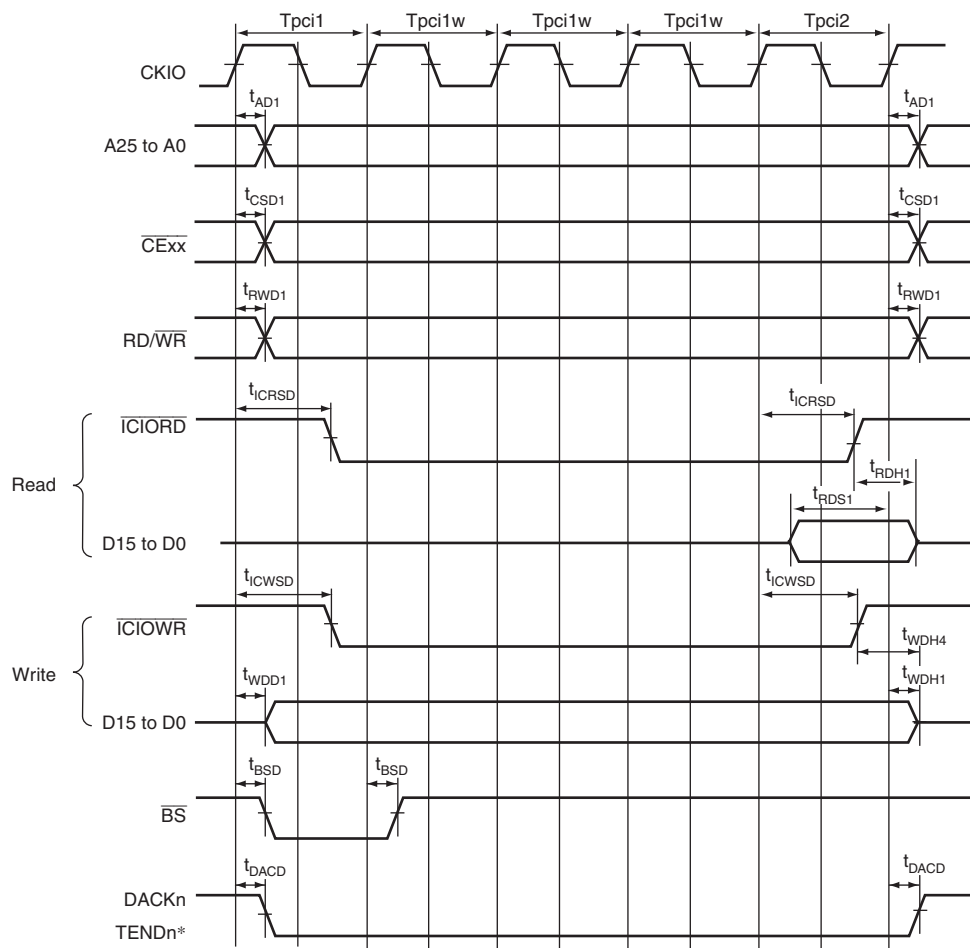 Tpci1 Tpci1w Tpci1w Tpci1w Tpci2
CKIO
tAD1 tAD1
A25 to A0
tCSD1 tCSD1
CExx
tRWD1 tRWD1
RD/WR
tICRSD tICRSD
ICIORD
tRDH1
Read
tRDS1
D15 to D0
tICWSD tICWSD
ICIOWR
tWDH4
Write
tWDD1 tWDH1
D15 to D0
tBSD tBSD
BS
tDACD tDACD
DACKn
TENDn*